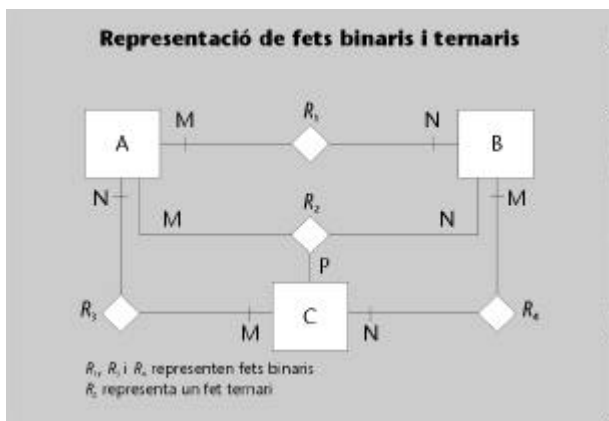 Representació de fets binaris i ternaris
M R₁ N
A B
N R₂ M
M N
P
R₃ C R₄
M N
R₁, R₃ i R₄ representen fets binaris
R₂ representa un fet ternari